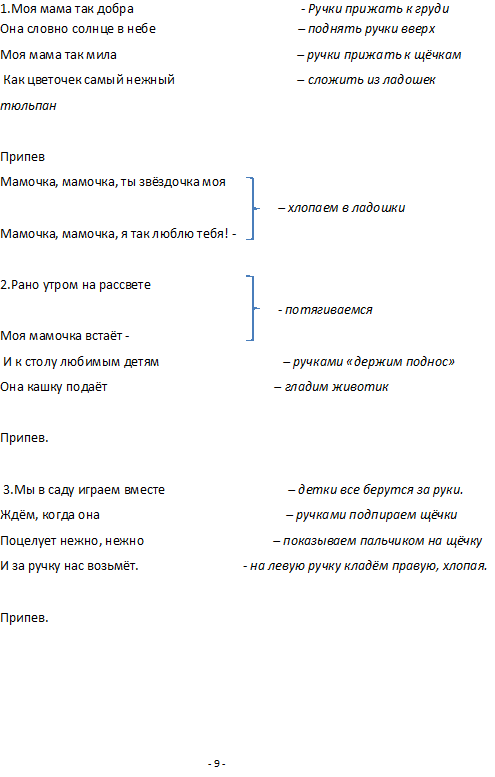 1.Моя мама так добра - Ручки прижать к груди
Она словно солнце в небе – поднять ручки вверх
Моя мама так мила – ручки прижать к щёчкам
Как цветочек самый нежный – сложить из ладошек
тюльпан
Припев
Мамочка, мамочка, ты звёздочка моя
– хлопаем в ладошки
Мамочка, мамочка, я так люблю тебя! -
2.Рано утром на рассвете
- потягиваемся
Моя мамочка встаёт -
И к столу любимым детям – ручками «держим поднос»
Она кашку подаёт – гладим животик
Припев.
3.Мы в саду играем вместе – детки все берутся за руки.
Ждём, когда она – ручками подпираем щёчки
Поцелует нежно, нежно – показываем пальчиком на щёчку
И за ручку нас возьмёт. - на левую ручку кладём правую, хлопая.
Припев.
- 9 -